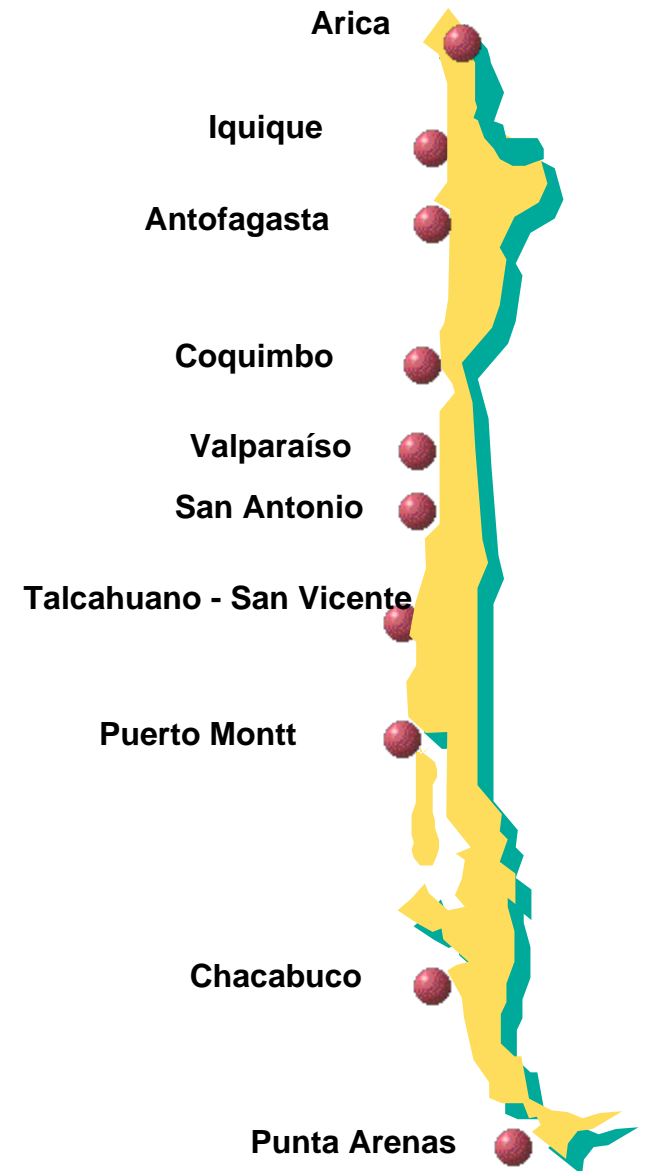 Arica
Iquique
Antofagasta
Coquimbo
Valparaíso
San Antonio
Talcahuano - San Vicente
Puerto Montt
Chacabuco
Punta Arenas